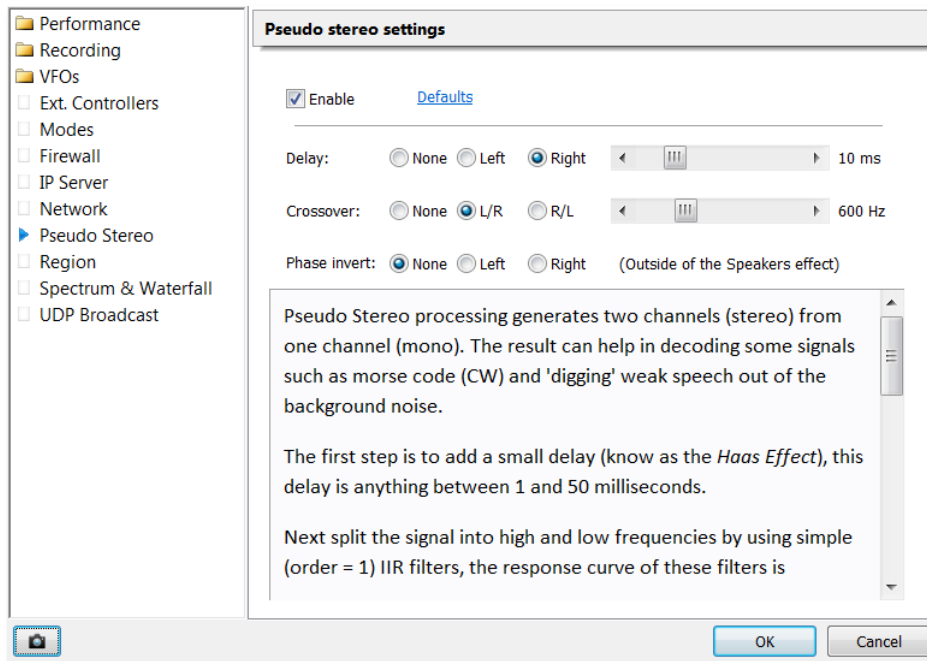 Performance
Recording
VFOs
Ext. Controllers
Modes
Firewall
IP Server
Network
Pseudo Stereo
Region
Spectrum & Waterfall
UDP Broadcast
Pseudo stereo settings
Enable Defaults
Delay: None Left Right 10 ms
Crossover: None L/R R/L 600 Hz
Phase invert: None Left Right (Outside of the Speakers effect)
Pseudo Stereo processing generates two channels (stereo) from
one channel (mono). The result can help in decoding some signals
such as morse code (CW) and 'digging' weak speech out of the
background noise.
The first step is to add a small delay (know as the Haas Effect), this
delay is anything between 1 and 50 milliseconds.
Next split the signal into high and low frequencies by using simple
(order = 1) IIR filters, the response curve of these filters is
OK Cancel